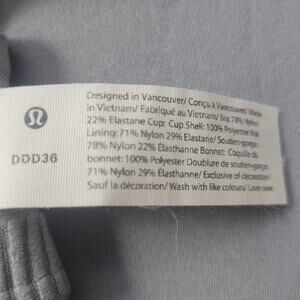 DDD36
Designed in Vancouver/ Conçu à Vancouver/ Made
in Vietnam/ Fabriqué au Vietnam/ Bra: 78% Nylon
22% Elastane Cup: Cup Shell: 100% Polyester
Lining: 71% Nylon 29% Elastane/ Soutien-gorge:
78% Nylon 22% Élasthanne Bonnet: Coquille du
bonnet: 100% Polyester Doublure de soutien-gorge:
71% Nylon 29% Élasthanne/ Exclusive of decoration/
Sauf la décoration/ Wash with like colours/ Laver avec